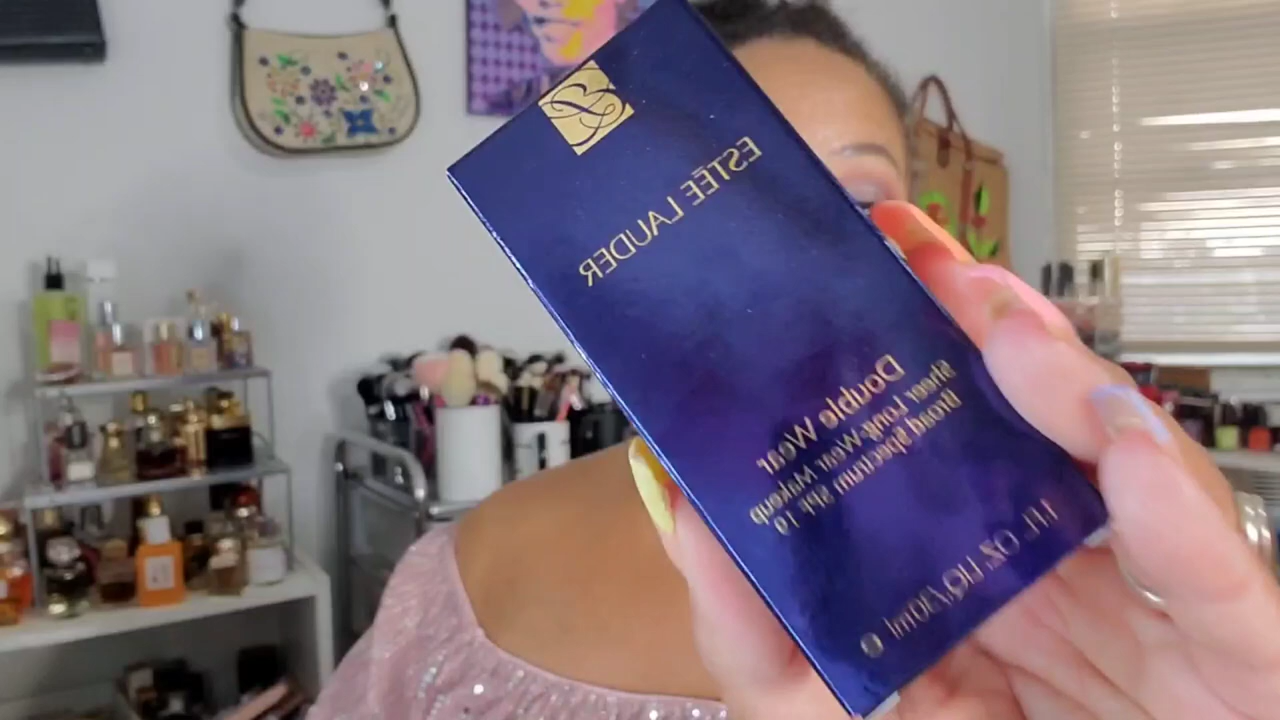 ESTĒE LAUDER
Double Wear
Sheer Long-Wear Makeup
Broad Spectrum SPF 19
1 FL. OZ. LIQ./30ml